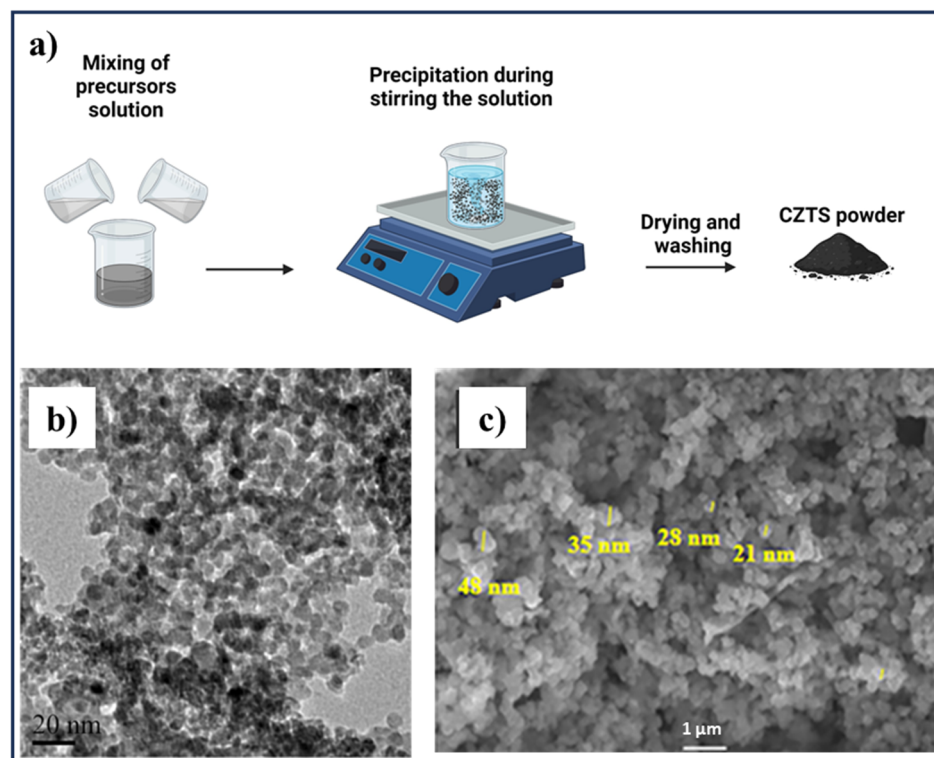 a)
Mixing of
precursors
solution
Precipitation during
stirring the solution
Drying and
washing
CZTS powder
b)
20 nm
c)
48 nm
35 nm
28 nm
21 nm
1 µm